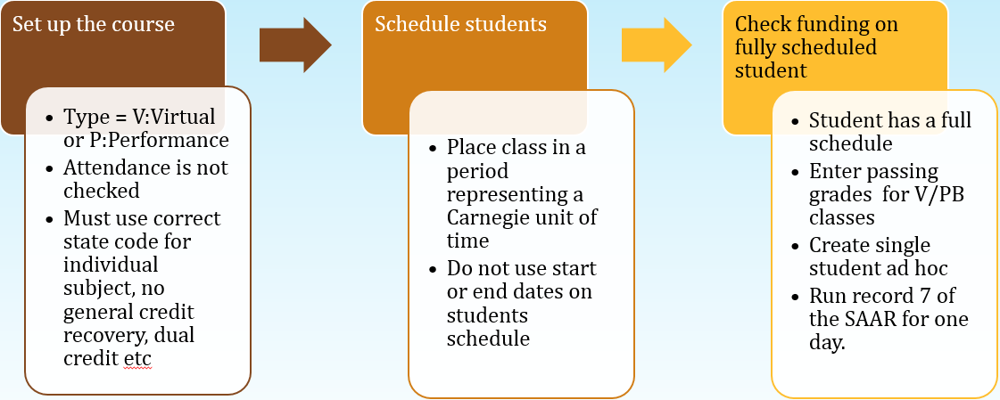 Set up the course
• Type = V:Virtual
or P:Performance
• Attendance is not
checked
• Must use correct
state code for
individual
subject, no
general credit
recovery, dual
credit etc
Schedule students
• Place class in a
period
representing a
Carnegie unit of
time
• Do not use start
or end dates on
students
schedule
Check funding on
fully scheduled
student
• Student has a full
schedule
• Enter passing
grades  for V/PB
classes
• Create single
student ad hoc
• Run record 7 of
the SAAR for one
day.